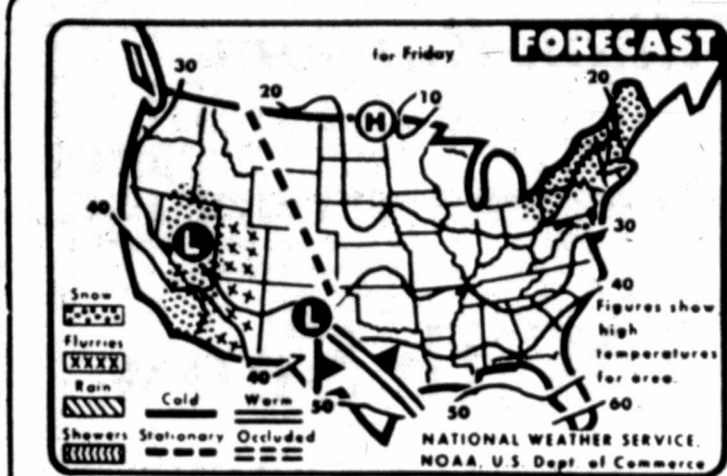 FORECAST
for Friday
30
20
H
10
20
40
L
30
L
40
Snow
Flurries
XXXX
Rain
Showers
Cold
Warm
Stationary
Occluded
40
50
50
60
Figures show
high
temperatures
for area.
NATIONAL WEATHER SERVICE,
NOAA, U.S. Dept. of Commerce